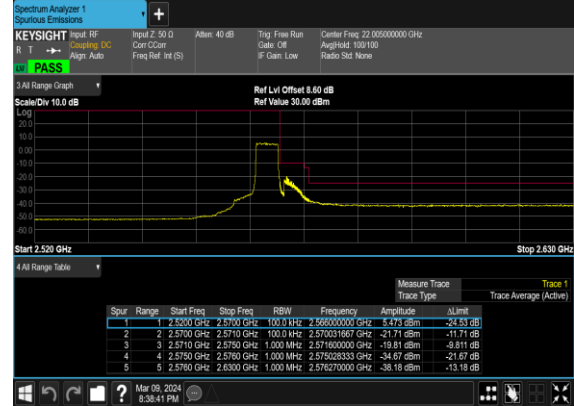 Spectrum Analyzer 1
Spurious Emissions
KEYSIGHT Input: RF Input Z: 50 Ω Atten: 40 dB Trig: Free Run Center Freq: 22.005000000 GHz
R T Coupling: DC Corr CCorr Gate: Off Avg|Hold: 100/100
Align: Auto Freq Ref: Int (S) IF Gain: Low Radio Std: None
LW PASS
3 All Range Graph
Ref Lvl Offset 8.60 dB
Scale/Div 10.0 dB Ref Value 30.00 dBm
Log
20.0
10.0
0.00
-10.0
-20.0
-30.0
-40.0
-50.0
-60.0
Start 2.520 GHz Stop 2.630 GHz
4 All Range Table
Measure Trace Trace 1
Trace Type Trace Average (Active)
Spur Range Start Freq Stop Freq RBW Frequency Amplitude ΔLimit
1 1 2.5200 GHz 2.5700 GHz 100.0 kHz 2.566000000 GHz 5.473 dBm -24.53 dB
2 2 2.5700 GHz 2.5710 GHz 100.0 kHz 2.570031667 GHz -21.71 dBm -11.71 dB
3 3 2.5710 GHz 2.5750 GHz 1.000 MHz 2.571600000 GHz -19.81 dBm -9.811 dB
4 4 2.5750 GHz 2.5760 GHz 1.000 MHz 2.575028333 GHz -34.67 dBm -21.67 dB
5 5 2.5760 GHz 2.6300 GHz 1.000 MHz 2.576270000 GHz -38.18 dBm -13.18 dB
Mar 09, 2024
8:38:41 PM